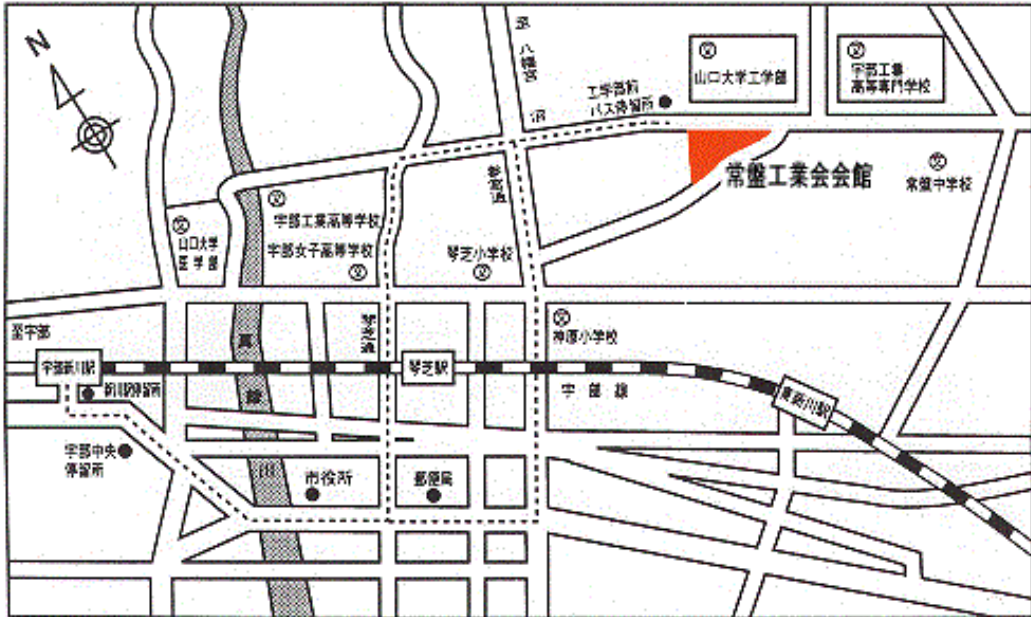 N
至
八
幡
宮
山口大学工学部
宇部工業
高等専門学校
工学部前
バス停留所
常盤工業会会館
常盤中学校
宇部工業高等学校
宇部女子高等学校
山口大学
医学部
琴芝小学校
琴芝通
神原小学校
至宇部
宇部新川駅
琴芝駅
宇部線
東新川駅
真
締
川
新川駅停留所
宇部中央
停留所
市役所
郵便局